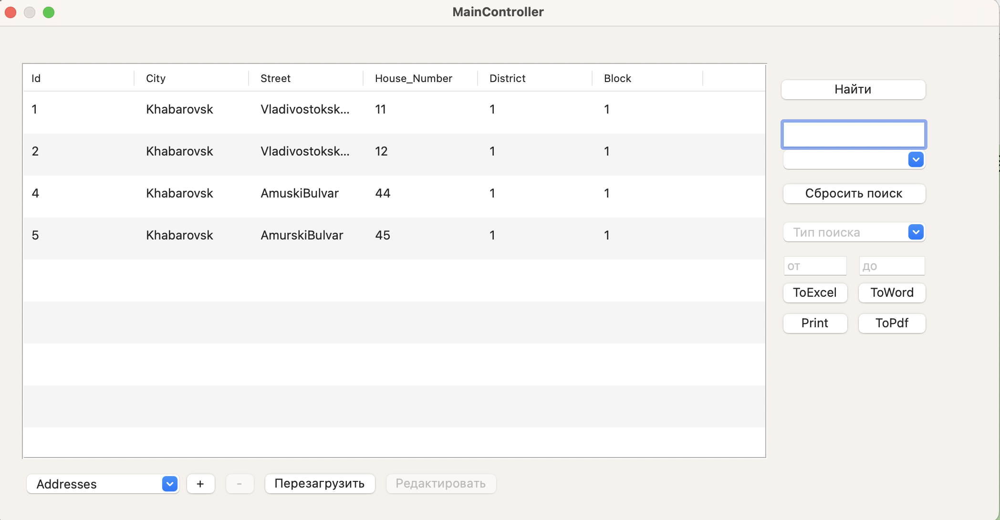 MainController
Id City Street House_Number District Block
1 Khabarovsk Vladivostoksk... 11 1 1
2 Khabarovsk Vladivostoksk... 12 1 1
4 Khabarovsk AmuskiBulvar 44 1 1
5 Khabarovsk AmurskiBulvar 45 1 1
Найти
Сбросить поиск
Тип поиска
от до
ToExcel ToWord
Print ToPdf
Addresses + - Перезагрузить Редактировать